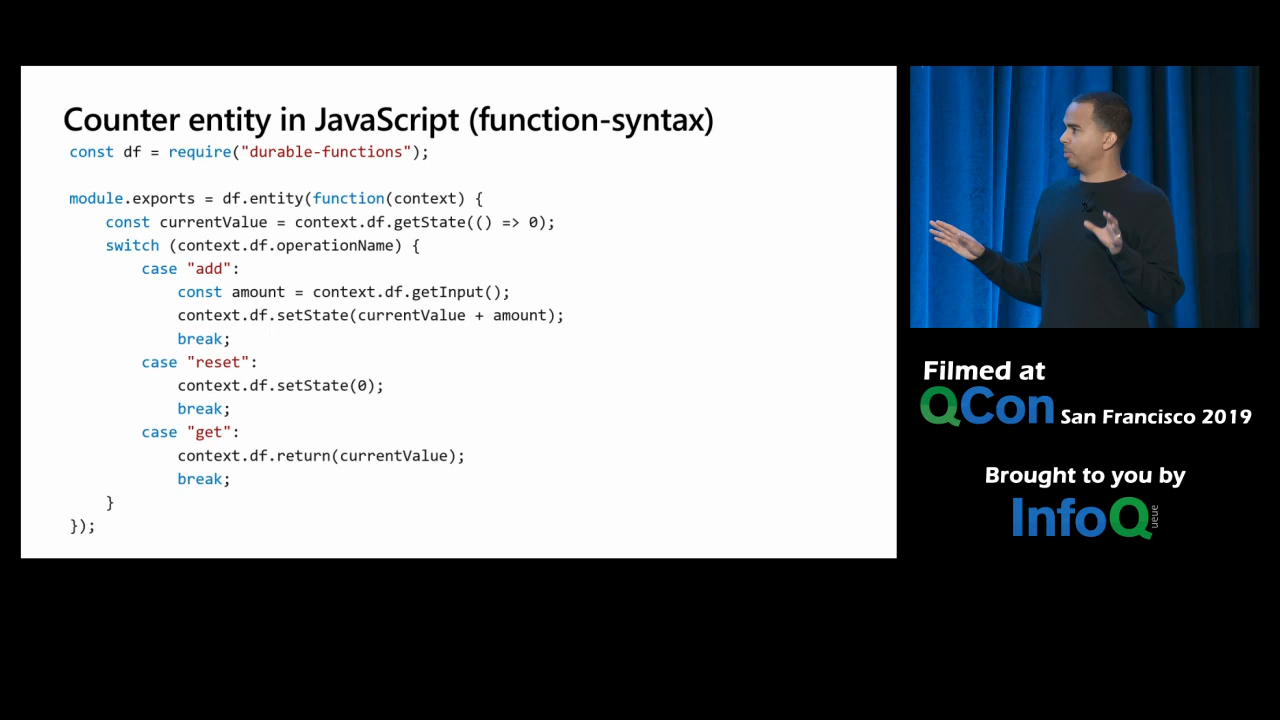 Counter entity in JavaScript (function-syntax)
const df = require("durable-functions");
module.exports = df.entity(function(context) {
const currentValue = context.df.getState(() => 0);
switch (context.df.operationName) {
case "add":
const amount = context.df.getInput();
context.df.setState(currentValue + amount);
break;
case "reset":
context.df.setState(0);
break;
case "get":
context.df.return(currentValue);
break;
}
});
Filmed at
QCon San Francisco 2019
Brought to you by
InfoQ
ueue